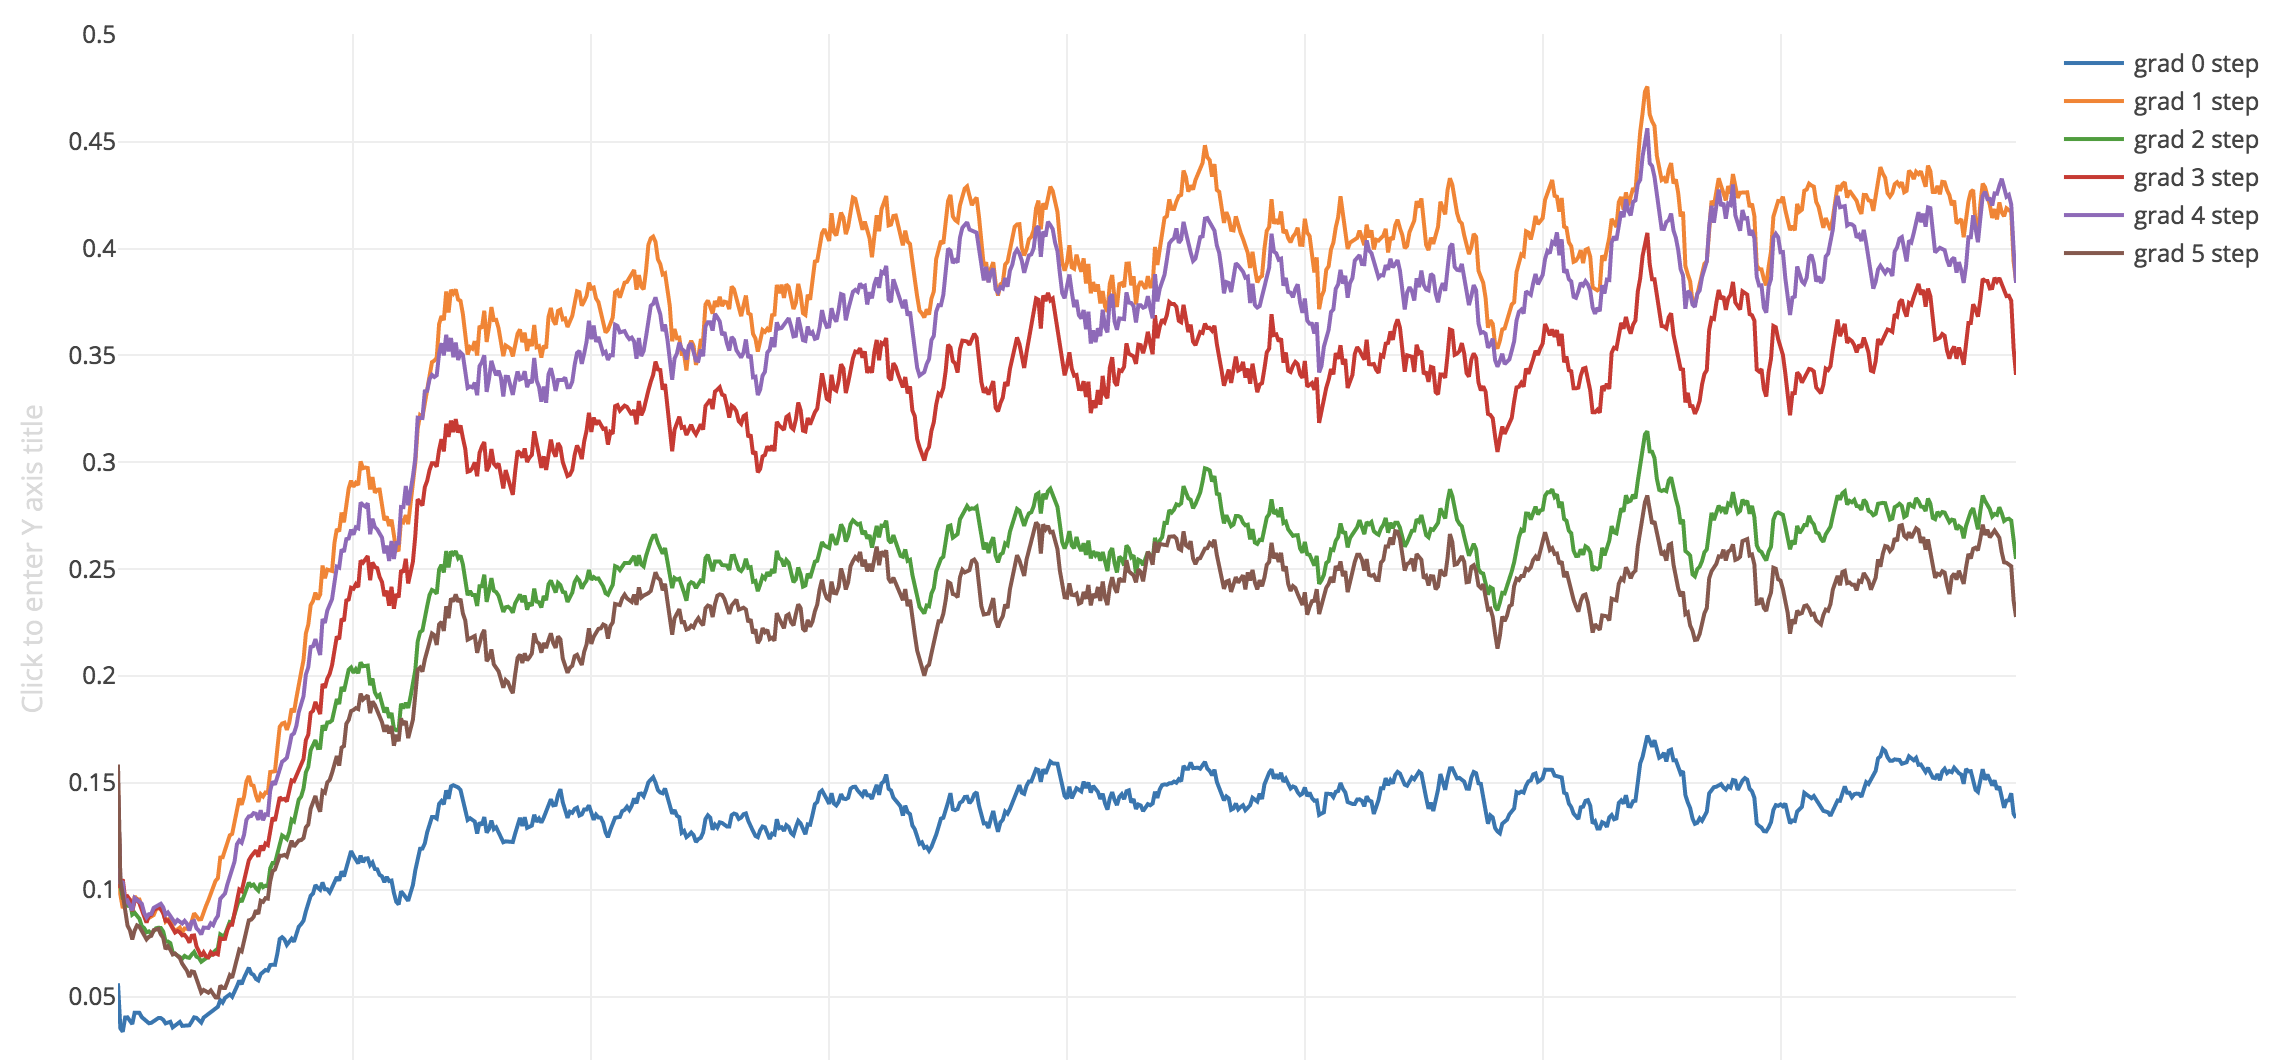 0.5
0.45
0.4
0.35
0.3
0.25
0.2
0.15
0.1
0.05
Click to enter Y axis title
grad 0 step
grad 1 step
grad 2 step
grad 3 step
grad 4 step
grad 5 step